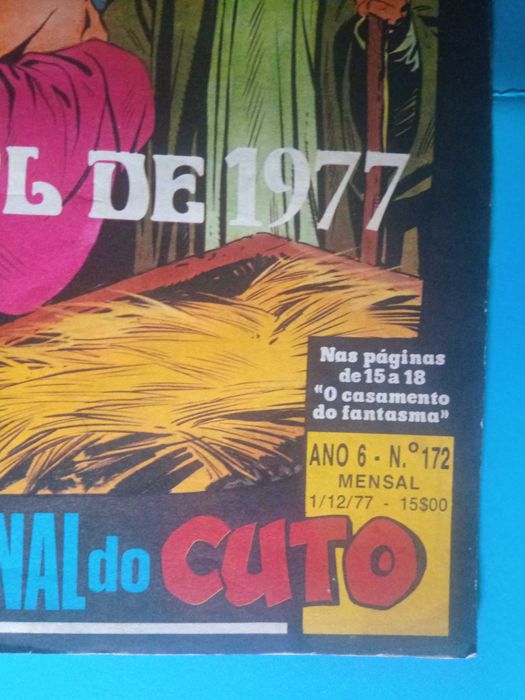 L DE 1977
Nas páginas
de 15 a 18
«O casamento
do fantasma»
ANO 6 - N.º 172
MENSAL
1/12/77 - 15$00
NAL do CUTO